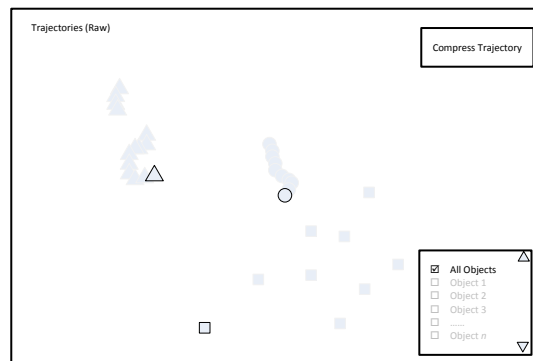 Trajectories (Raw)
Compress Trajectory
All Objects
Object 1
Object 2
Object 3
......
Object n